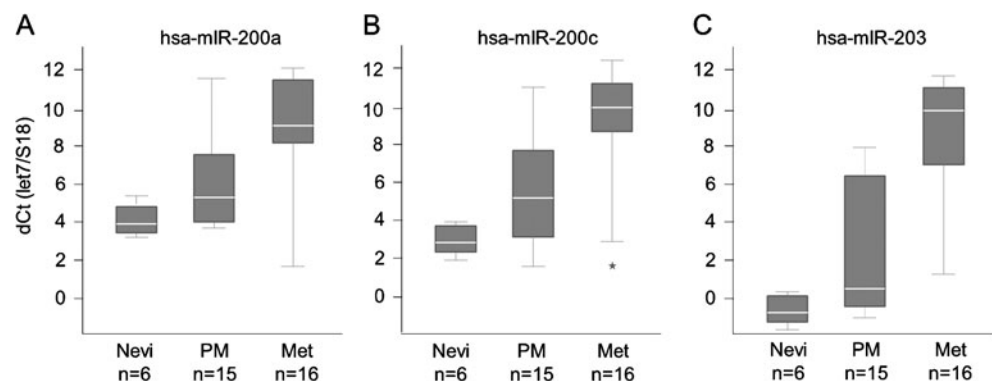 A
hsa-mIR-200a
dCt (let7/S18)
12
10
8
6
4
2
0
Nevi PM Met
n=6 n=15 n=16
B
hsa-mIR-200c
12
10
8
6
4
2
0
Nevi PM Met
n=6 n=15 n=16
C
hsa-mIR-203
12
10
8
6
4
2
0
Nevi PM Met
n=6 n=15 n=16